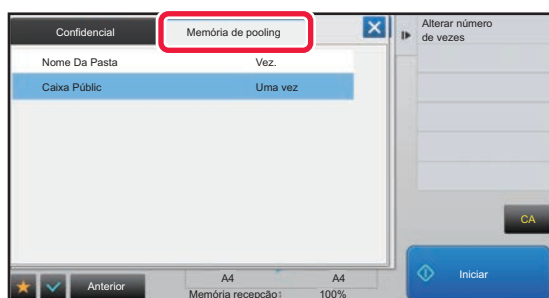 Confidencial
Memória de pooling
Alterar número
de vezes
Nome Da Pasta
Vez.
Caixa Públic
Uma vez
CA
Anterior
A4
A4
Iniciar
Memória recepção:
100%